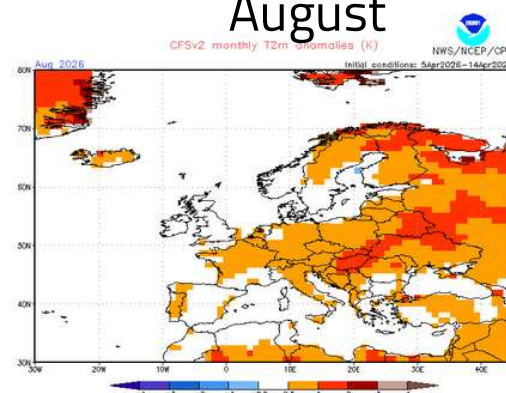 August
CFSv2 monthly T2m anomalies (K)
NWS/NCEP/CP
Aug 2026
Initial conditions: 5Apr2026-14Apr202
80N
70N
60N
50N
40N
30N
30W 20W 10W 0 10E 20E 30E 40E